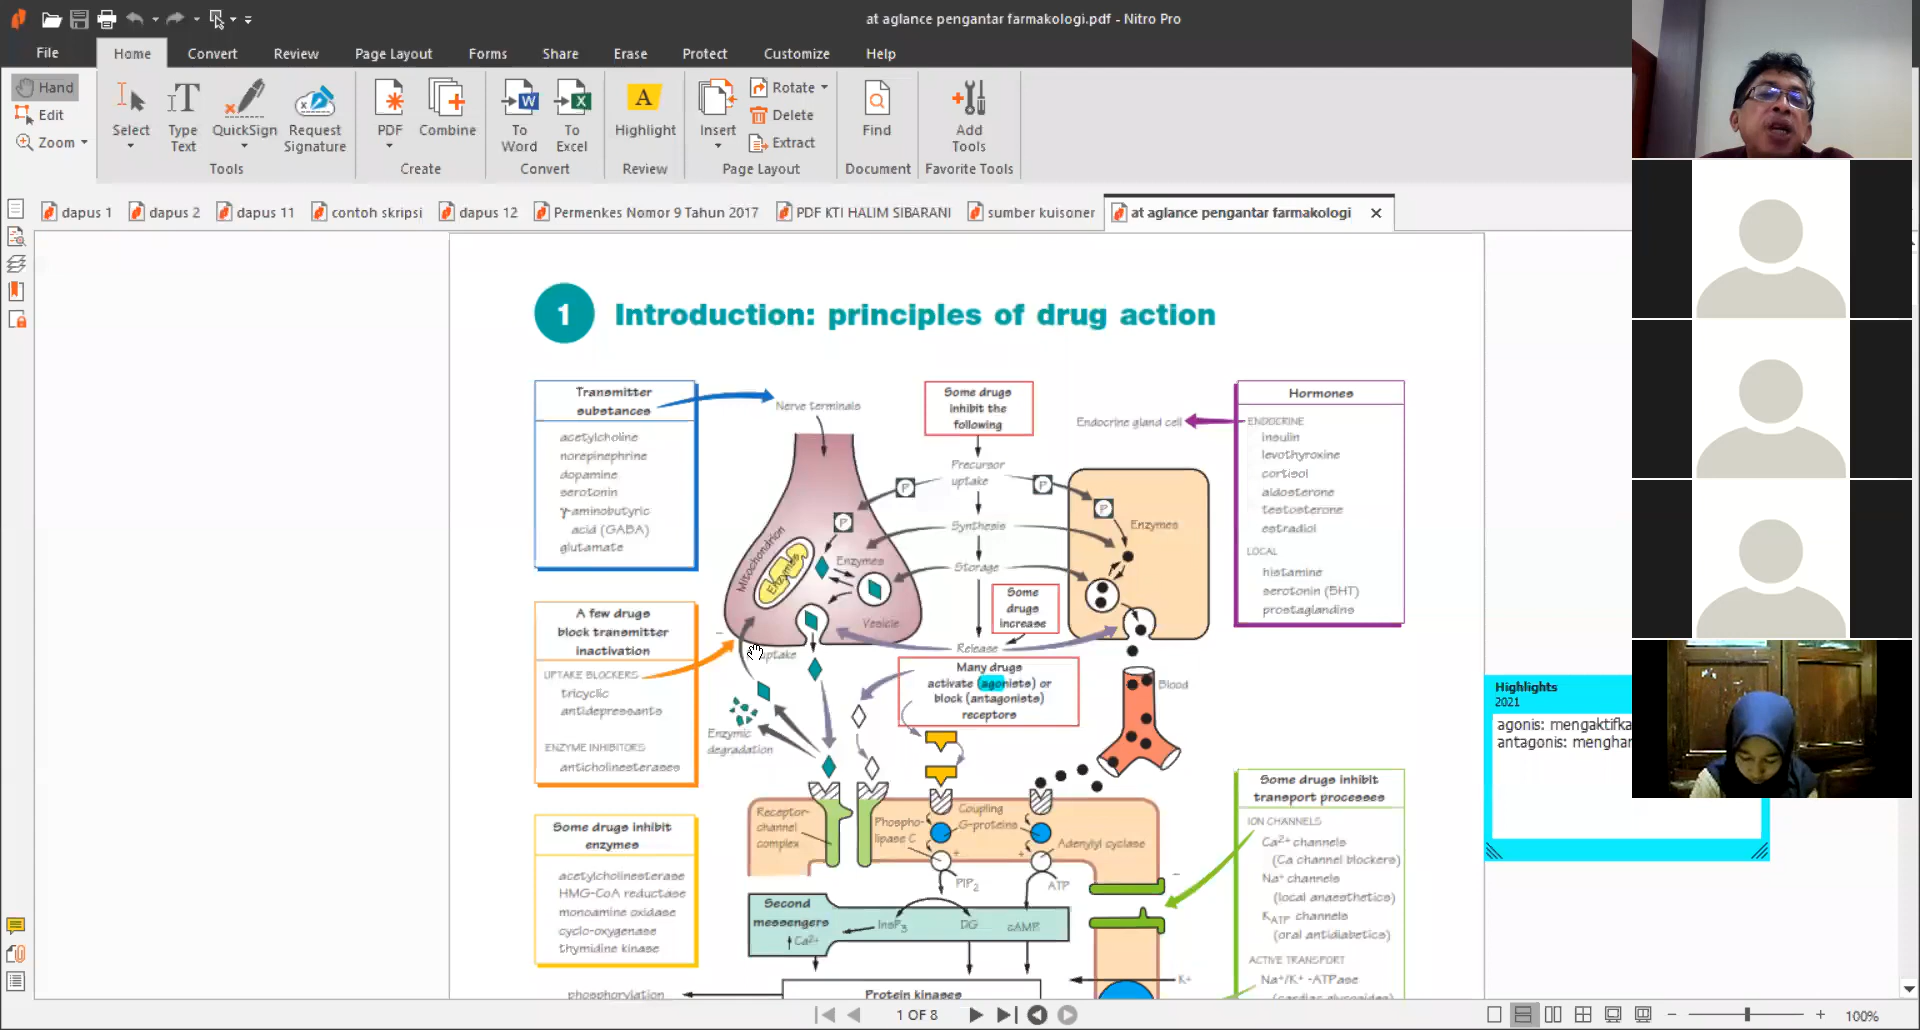 at aglance pengantar farmakologi.pdf - Nitro Pro
File
Home
Convert
Review
Page Layout
Forms
Share
Erase
Protect
Customize
Help
Hand
Edit
Zoom
Select
Type
Text
QuickSign
Request
Signature
Tools
PDF
Combine
Create
To
Word
To
Excel
Convert
Highlight
Review
Insert
Rotate
Delete
Extract
Page Layout
Find
Document
Add
Tools
Favorite Tools
dapus 1
dapus 2
dapus 11
contoh skripsi
dapus 12
Permenkes Nomor 9 Tahun 2017
PDF KTI HALIM SIBARANI
sumber kuisoner
at aglance pengantar farmakologi
1 Introduction: principles of drug action
Transmitter
substances
acetylcholine
norepinephrine
dopamine
serotonin
γ-aminobutyric
acid (GABA)
glutamate
A few drugs
block transmitter
inactivation
UPTAKE BLOCKERS
tricyclic
antidepressants
ENZYME INHIBITORS
anticholinesterases
Some drugs inhibit
enzymes
acetylcholinesterase
HMG-CoA reductase
monoamine oxidase
cyclo-oxygenase
thymidine kinase
Nerve terminals
P
Mitochondrion
Enzymes
Enzymes
Vesicle
uptake
Enzymic
degradation
Some drugs
inhibit the
following
Precursor
uptake
P
P
Synthesis
Storage
Some
drugs
increase
Release
Many drugs
activate (agonists) or
block (antagonists)
receptors
Endocrine gland cell
P
Enzymes
Blood
Hormones
ENDOCRINE
insulin
levothyroxine
cortisol
aldosterone
testosterone
estradiol
LOCAL
histamine
serotonin (5HT)
prostaglandins
Receptor-
channel
complex
Phospho-
lipase C
Coupling
G-proteins
Adenylyl cyclase
+
+
PIP2
ATP
Second
messengers
Ca2+
InsP3
DG
cAMP
Protein kinases
phosphorylation
K+
Some drugs inhibit
transport processes
ION CHANNELS
Ca2+ channels
(Ca channel blockers)
Na+ channels
(local anaesthetics)
KATP channels
(oral antidiabetics)
ACTIVE TRANSPORT
Na+/K+ -ATPase
(cardiac glycosides)
Highlights
2021
agonis: mengaktifka
antagonis: menghar
1 OF 8
100%